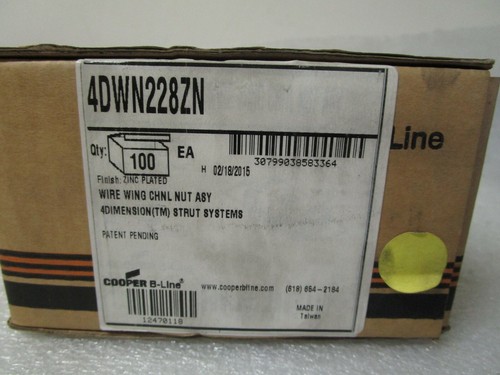 4DWN228ZN
Qty: 100 EA
H 02/18/2015
30799038583364
Finish: ZINC PLATED
WIRE WING CHNL NUT ASY
4DIMENSION(TM) STRUT SYSTEMS
PATENT PENDING
COOPER B-Line®
www.cooperbline.com
(618) 654-2184
12470118
MADE IN
Taiwan
Line